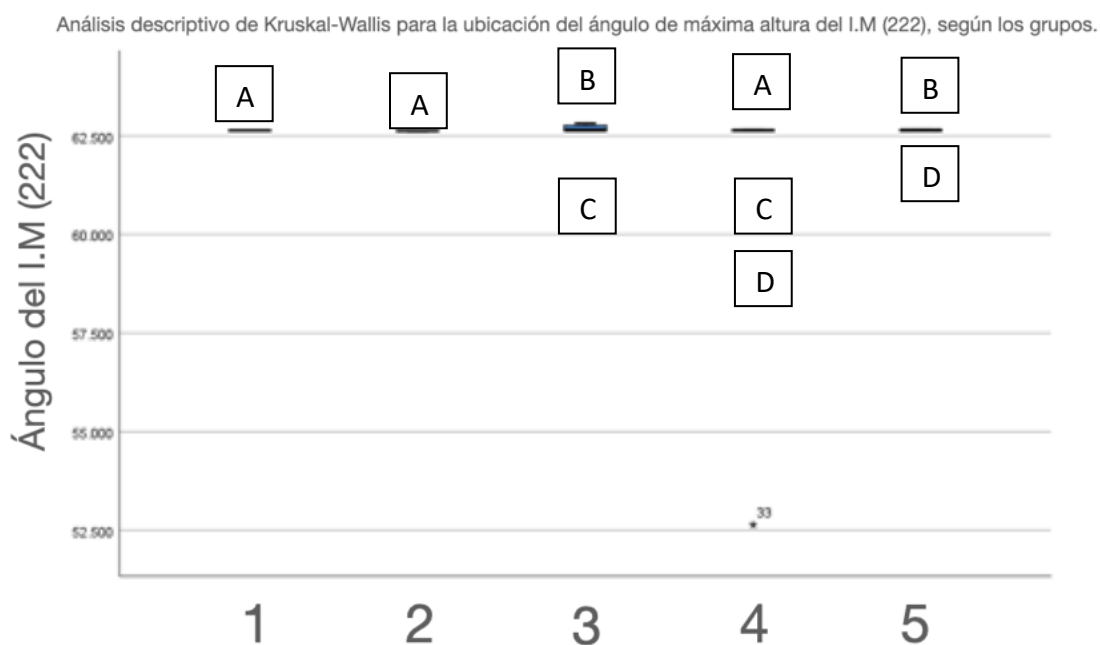 Análisis descriptivo de Kruskal-Wallis para la ubicación del ángulo de máxima altura del I.M (222), según los grupos.
Ángulo del I.M (222)
A
A
B
A
B
62.500
D
C
C
60.000
D
57.500
55.000
33
52.500
1 2 3 4 5